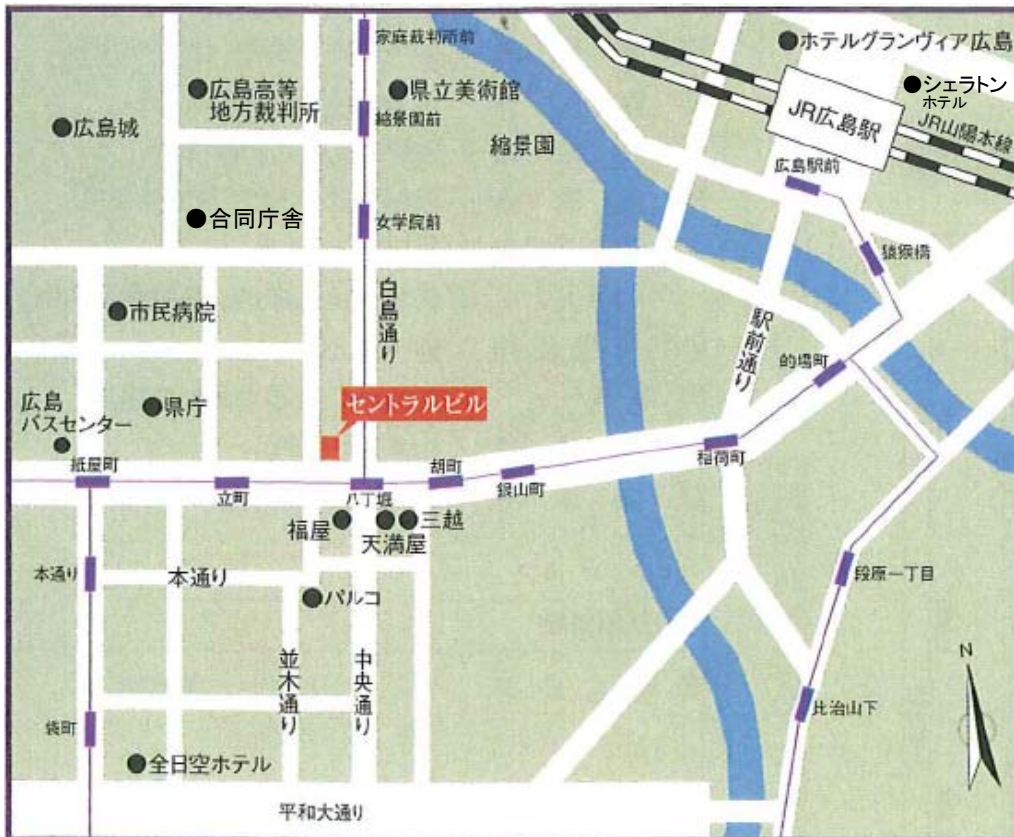 家庭裁判所前
ホテルグランヴィア広島
広島高等
地方裁判所
県立美術館
シェラトン
ホテル
JR広島駅
JR山陽本線
広島城
縮景園前
縮景園
広島駅前
合同庁舎
女学院前
猿猴橋
白島通り
市民病院
駅前通り
的場町
広島
バスセンター
県庁
セントラルビル
紙屋町
立町
八丁堀
胡町
銀山町
稲荷町
福屋
天満屋
三越
本通り
本通り
パルコ
段原一丁目
並木通り
中央通り
N
袋町
比治山下
全日空ホテル
平和大通り